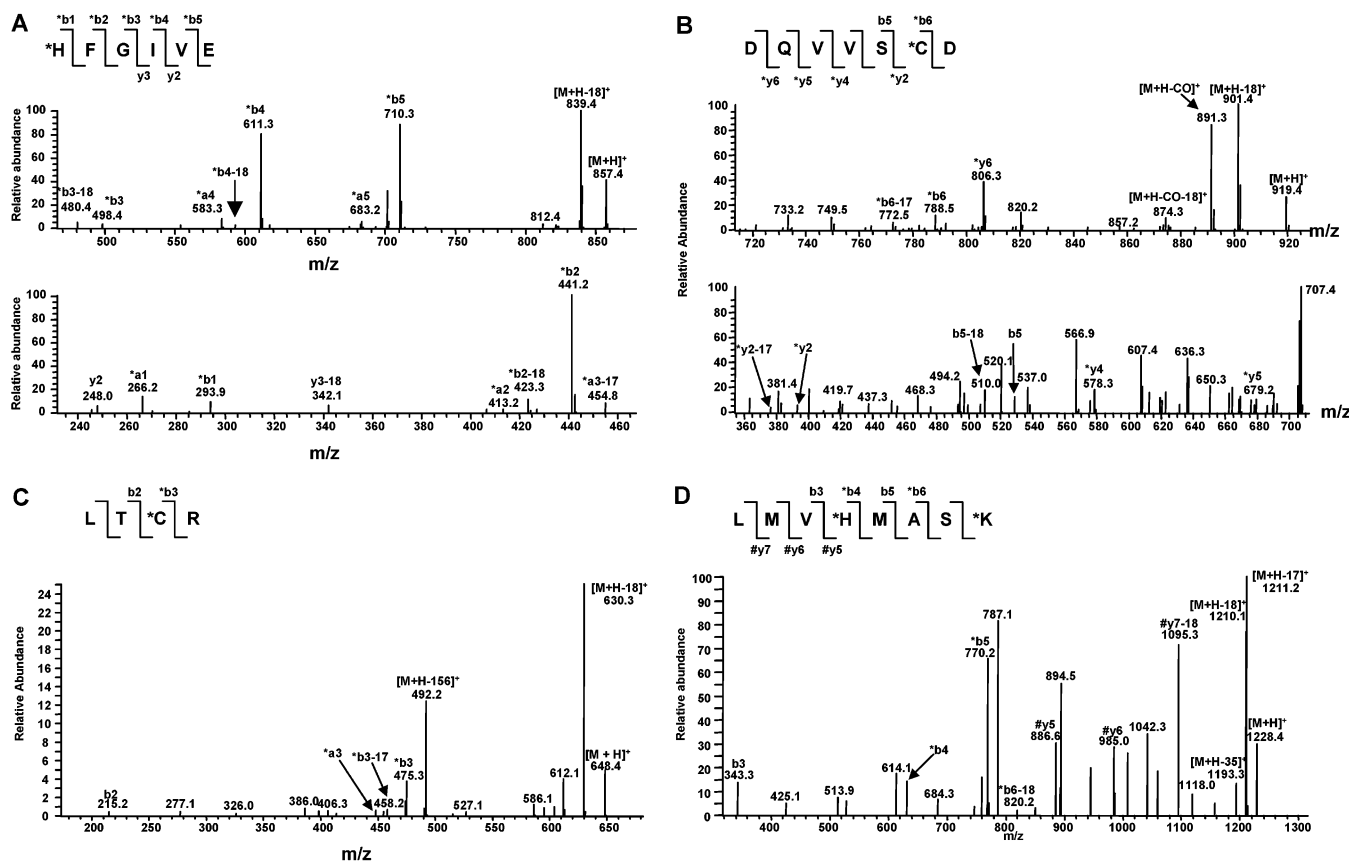 A
*b1 *b2 *b3 *b4 *b5
*H F G I V E
y3 y2
Relative abundance
100
80
60
40
20
0
*b3-18
480.4
*b3
498.4
*a4
583.3
*b4-18
*b4
611.3
*a5
683.2
*b5
710.3
812.4
[M+H-18]+
839.4
[M+H]+
857.4
500 550 600 650 700 750 800 850
m/z
Relative abundance
100
80
60
40
20
0
y2
248.0
*a1
266.2
*b1
293.9
y3-18
342.1
*a2
413.2
*b2-18
423.3
*b2
441.2
*a3-17
454.8
240 260 280 300 320 340 360 380 400 420 440 460
m/z
B
b5 *b6
D Q V V S *C D
*y6 *y5 *y4 *y2
Relative Abundance
100
80
60
40
20
0
733.2
749.5
*b6-17
772.5
*b6
788.5
*y6
806.3
820.2
857.2
[M+H-CO-18]+
874.3
[M+H-CO]+
891.3
[M+H-18]+
901.4
[M+H]+
919.4
720 740 760 780 800 820 840 860 880 900 920
m/z
100
80
60
40
20
0
*y2-17
381.4
*y2
419.7
437.3
468.3
494.2
b5-18
510.0
520.1
b5
537.0
566.9
*y4
578.3
607.4
636.3
650.3
*y5
679.2
707.4
360 380 400 420 440 460 480 500 520 540 560 580 600 620 640 660 680 700
m/z
C
b2 *b3
L T *C R
Relative Abundance
24
22
20
18
16
14
12
10
8
6
4
2
0
b2
215.2
277.1
326.0
386.0
406.3
*a3
*b3-17
458.2
*b3
475.3
[M+H-156]+
492.2
527.1
586.1
612.1
[M+H-18]+
630.3
[M + H]+
648.4
200 250 300 350 400 450 500 550 600 650
m/z
D
b3 *b4 b5 *b6
L M V *H M A S *K
#y7 #y6 #y5
Relative abundance
100
90
80
70
60
50
40
30
20
10
0
b3
343.3
425.1
513.9
614.1
*b4
684.3
*b5
770.2
787.1
*b6-18
820.2
#y5
886.6
894.5
#y6
985.0
1042.3
#y7-18
1095.3
1118.0
[M+H-35]+
1193.3
[M+H-18]+
1210.1
[M+H-17]+
1211.2
[M+H]+
1228.4
400 500 600 700 800 900 1000 1100 1200 1300
m/z